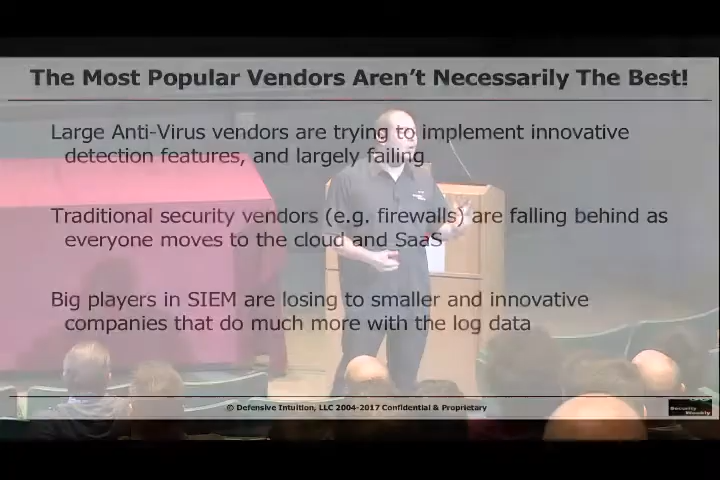 The Most Popular Vendors Aren't Necessarily The Best!
Large Anti-Virus vendors are trying to implement innovative
detection features, and largely failing
Traditional security vendors (e.g. firewalls) are falling behind as
everyone moves to the cloud and SaaS
Big players in SIEM are losing to smaller and innovative
companies that do much more with the log data
© Defensive Intuition, LLC 2004-2017 Confidential & Proprietary
Security
Weekly